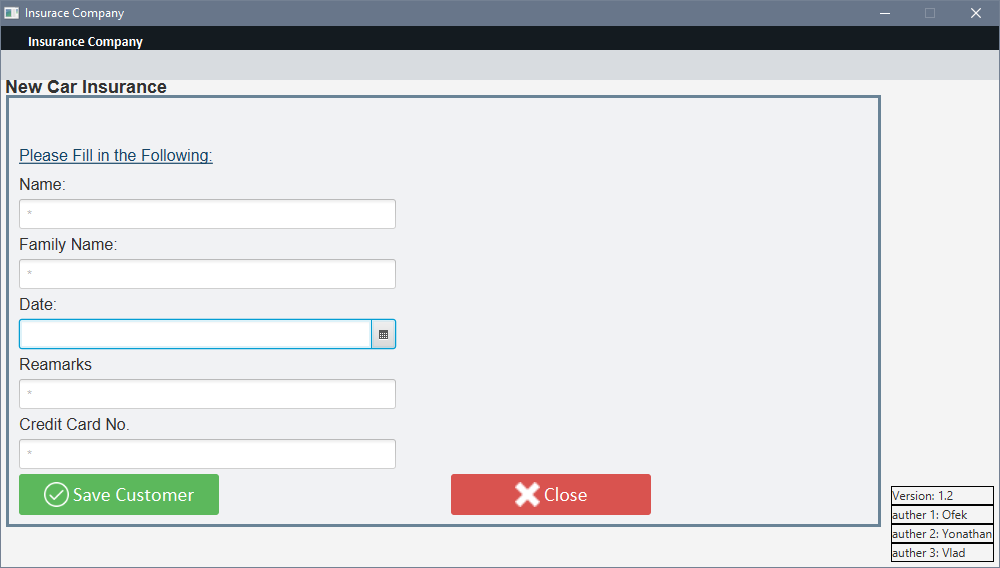 Insurace Company
Insurance Company
New Car Insurance
Please Fill in the Following:
Name:
*
Family Name:
*
Date:
Reamarks
*
Credit Card No.
*
Save Customer
Close
Version: 1.2
auther 1: Ofek
auther 2: Yonathan
auther 3: Vlad